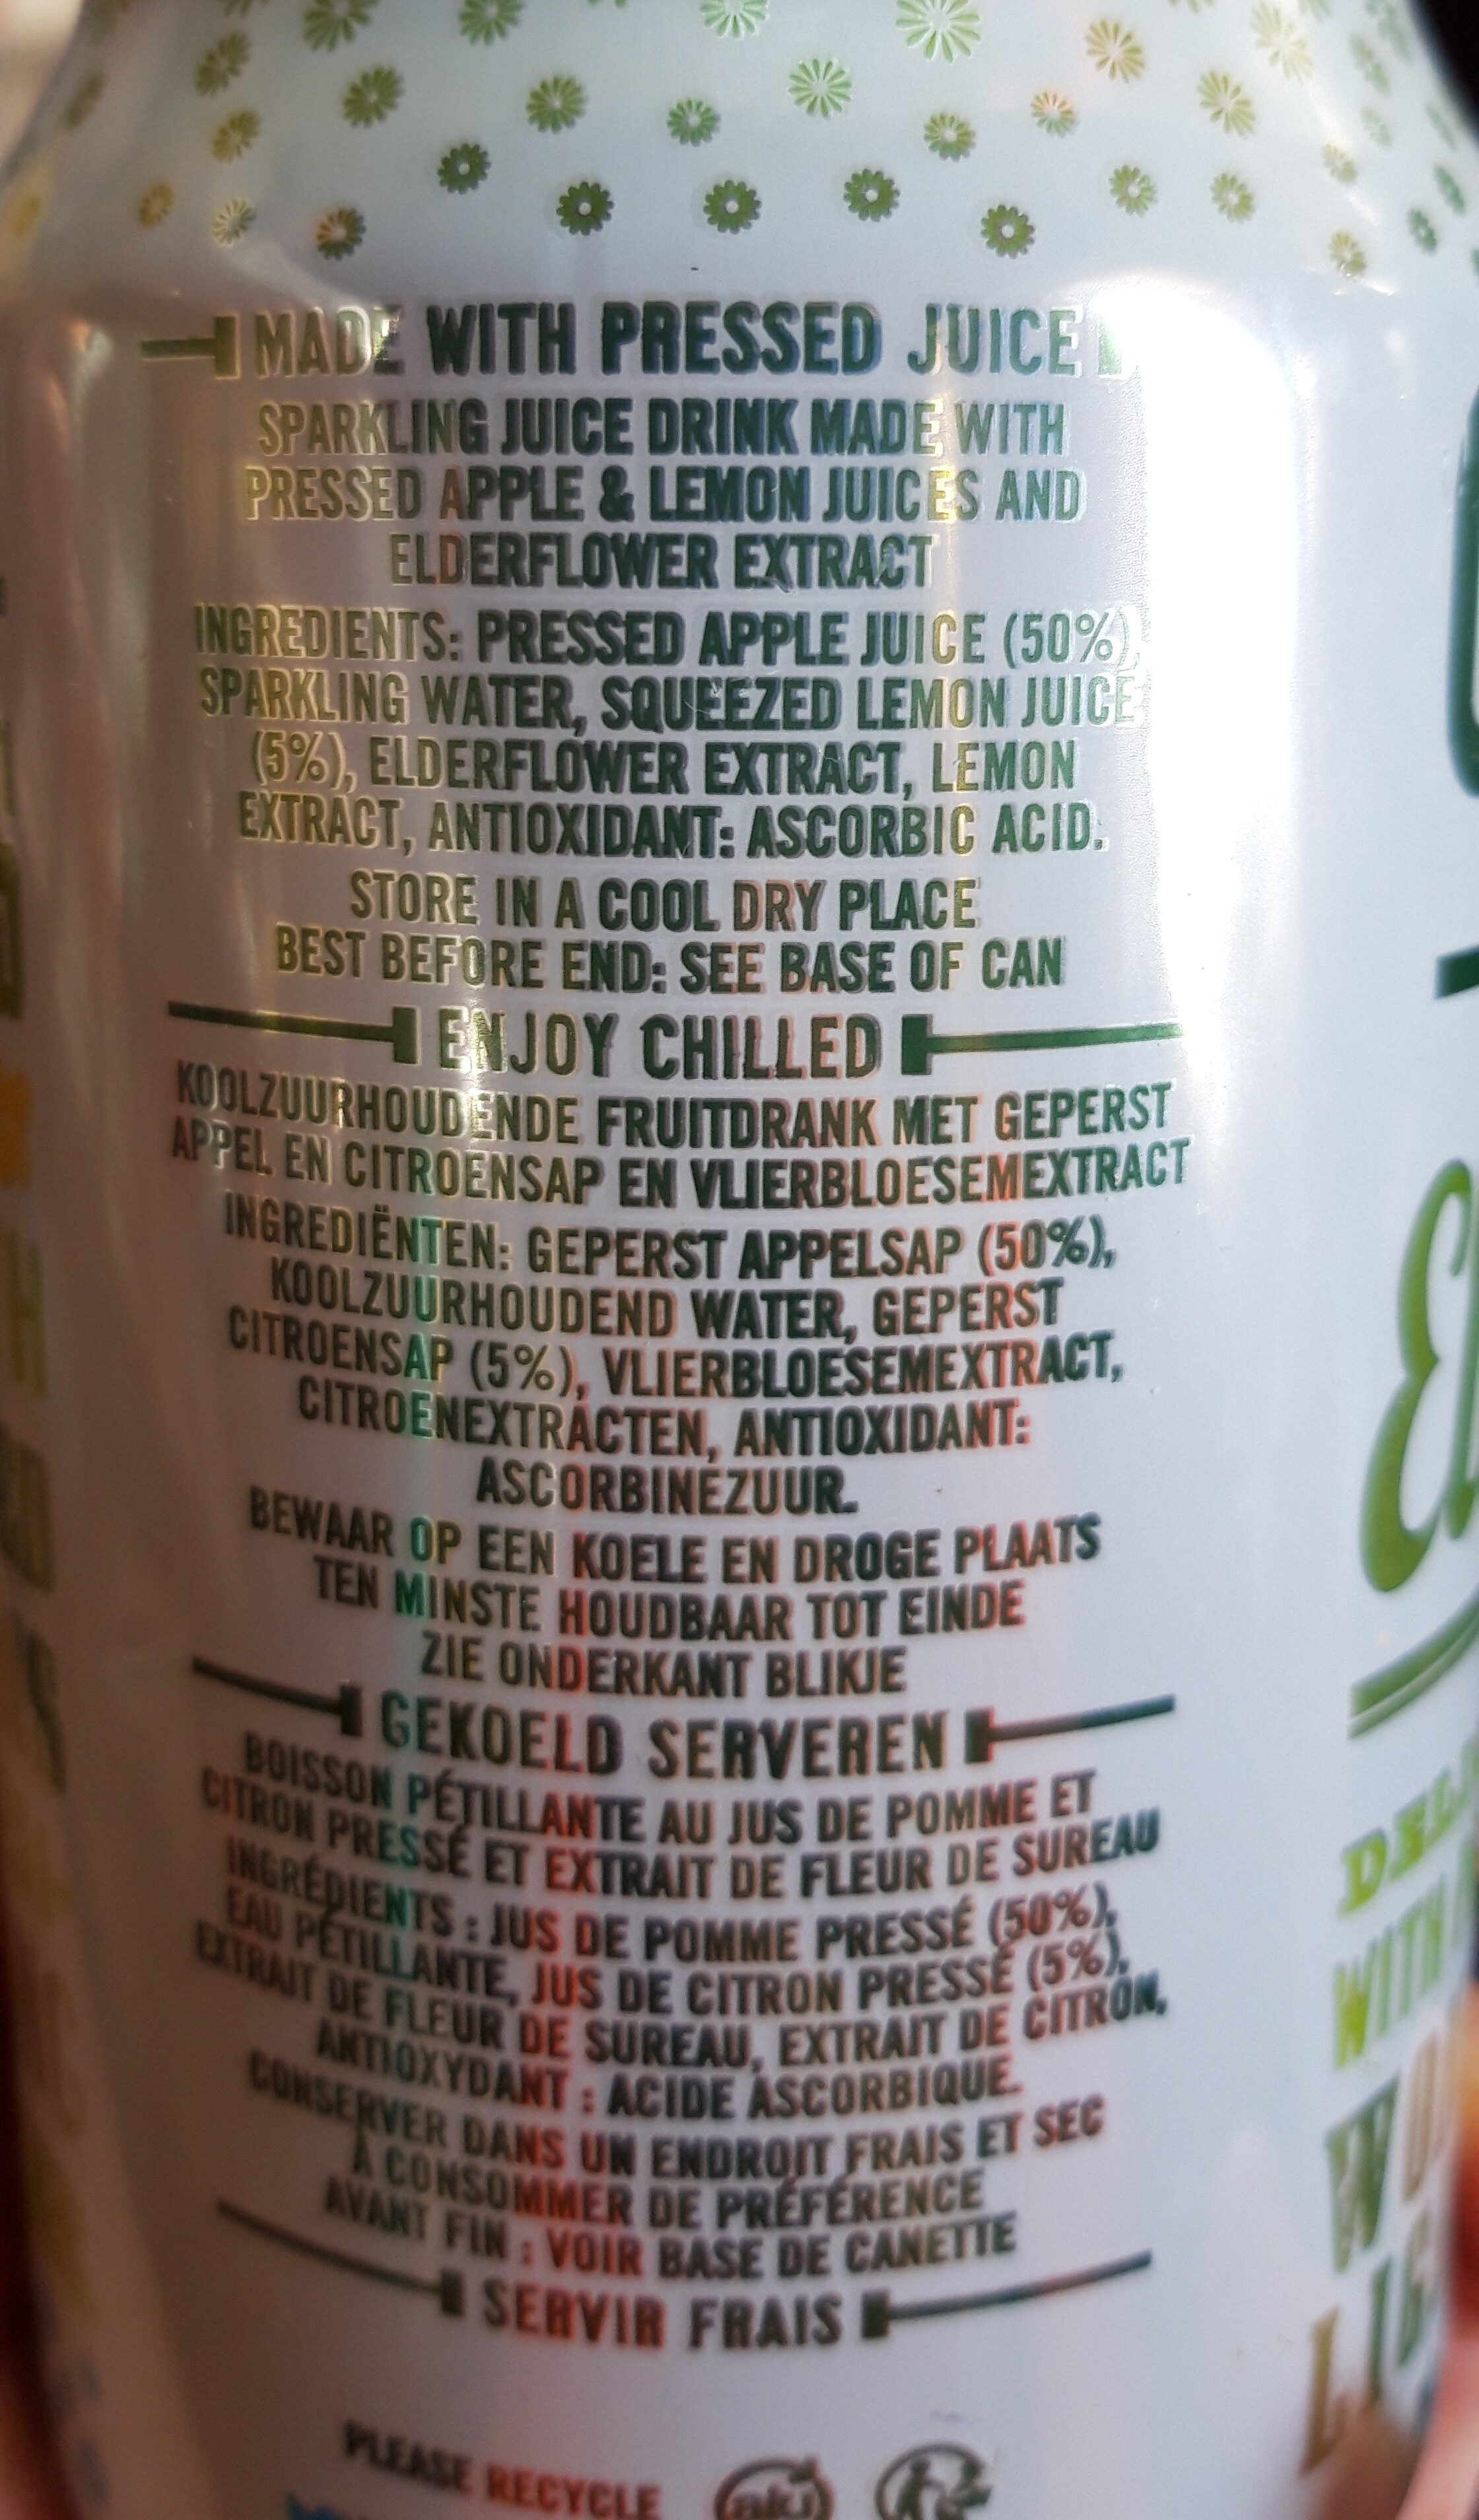 MADE WITH PRESSED JUICE
SPARKLING JUICE DRINK MADE WITH
PRESSED APPLE & LEMON JUICES AND
ELDERFLOWER EXTRACT
INGREDIENTS: PRESSED APPLE JUICE (50%),
SPARKLING WATER, SQUEEZED LEMON JUICE
(5%), ELDERFLOWER EXTRACT, LEMON
EXTRACT, ANTIOXIDANT: ASCORBIC ACID.
STORE IN A COOL DRY PLACE
BEST BEFORE END: SEE BASE OF CAN
ENJOY CHILLED
KOOLZUURHOUDENDE FRUITDRANK MET GEPERST
APPEL EN CITROENSAP EN VLIERBLOESEMEXTRACT
INGREDIËNTEN: GEPERST APPELSAP (50%),
KOOLZUURHOUDEND WATER, GEPERST
CITROENSAP (5%), VLIERBLOESEMEXTRACT,
CITROENEXTRACTEN, ANTIOXIDANT:
ASCORBINEZUUR.
BEWAAR OP EEN KOELE EN DROGE PLAATS
TEN MINSTE HOUDBAAR TOT EINDE
ZIE ONDERKANT BLIKJE
GEKOELD SERVEREN
BOISSON PÉTILLANTE AU JUS DE POMME ET
CITRON PRESSÉ ET EXTRAIT DE FLEUR DE SUREAU
INGRÉDIENTS : JUS DE POMME PRESSÉ (50%),
EAU PÉTILLANTE, JUS DE CITRON PRESSÉ (5%),
EXTRAIT DE FLEUR DE SUREAU, EXTRAIT DE CITRON,
ANTIOXYDANT : ACIDE ASCORBIQUE.
CONSERVER DANS UN ENDROIT FRAIS ET SEC
À CONSOMMER DE PRÉFÉRENCE
AVANT FIN : VOIR BASE DE CANETTE
SERVIR FRAIS
PLEASE RECYCLE
alu
WITH